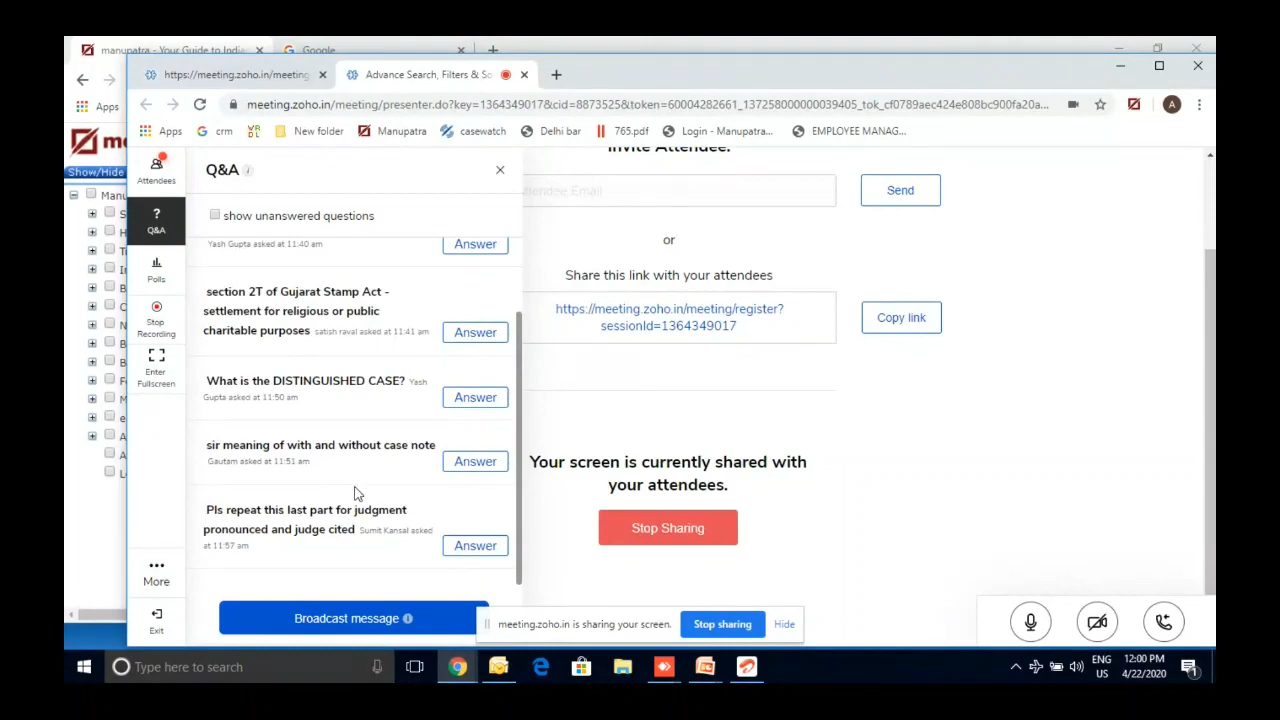 manupatra - Your Guide to India
Google
https://meeting.zoho.in/meeting
Advance Search, Filters & So
meeting.zoho.in/meeting/presenter.do?key=1364349017&cid=8873525&token=60004282661_137259000000039405_tok_cf0789aec424e808bc900fa20a...
Apps
Apps
crm
New folder
Manupatra
casewatch
Delhi bar
765.pdf
Login - Manupatra...
EMPLOYEE MANAG...
Show/Hide
Manu
Attendees
Q&A
Polls
Stop
Recording
Enter
Fullscreen
More
Exit
Q&A
show unanswered questions
Yash Gupta asked at 11:40 am
Answer
section 2T of Gujarat Stamp Act -
settlement for religious or public
charitable purposes satish raval asked at 11:41 am
Answer
What is the DISTINGUISHED CASE? Yash
Gupta asked at 11:50 am
Answer
sir meaning of with and without case note
Gautam asked at 11:51 am
Answer
Pls repeat this last part for judgment
pronounced and judge cited Sumit Kansal asked
at 11:57 am
Answer
Broadcast message
Invite Attendee:
ttendee Email
Send
or
Share this link with your attendees
https://meeting.zoho.in/meeting/register?
sessionId=1364349017
Copy link
Your screen is currently shared with
your attendees.
Stop Sharing
meeting.zoho.in is sharing your screen.
Stop sharing
Hide
Type here to search
ENG
US
12:00 PM
4/22/2020